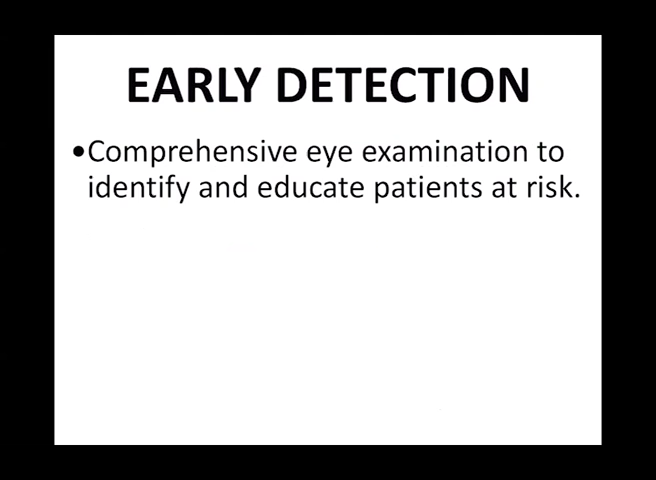 EARLY DETECTION
•Comprehensive eye examination to
identify and educate patients at risk.